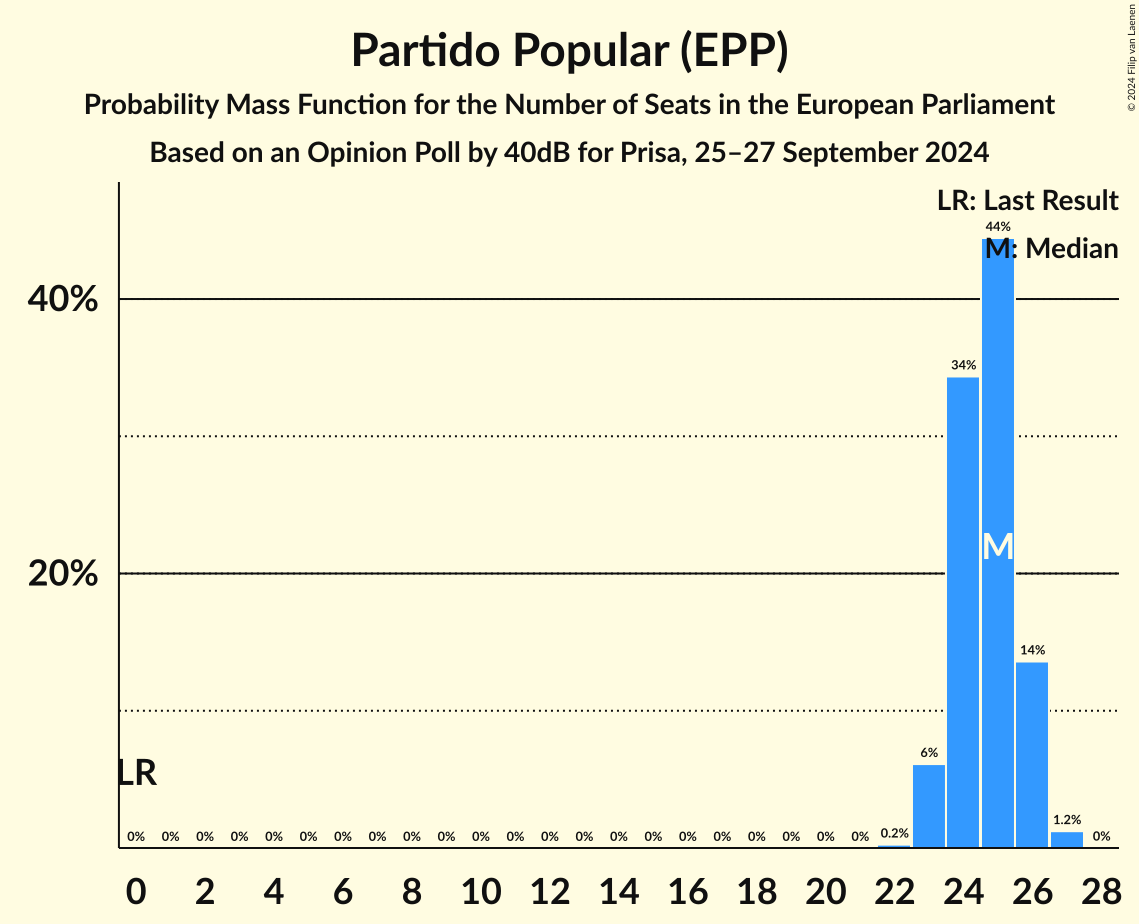 Partido Popular (EPP)
Probability Mass Function for the Number of Seats in the European Parliament
Based on an Opinion Poll by 40dB for Prisa, 25–27 September 2024
© 2024 Filip van Laenen
LR: Last Result
M: Median
44%
40%
34%
M
20%
14%
6%
LR
1.2%
0% 0% 0% 0% 0% 0% 0% 0% 0% 0% 0% 0% 0% 0% 0% 0% 0% 0% 0% 0% 0% 0% 0.2% 0%
0 2 4 6 8 10 12 14 16 18 20 22 24 26 28